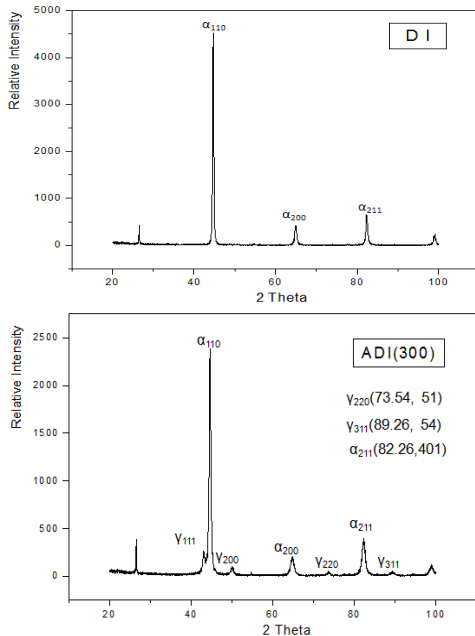 5000
4000
3000
2000
1000
0
Relative Intensity
α110
D I
α200
α211
20 40 60 80 100
2 Theta
2500
2000
1500
1000
500
0
Relative Intensity
α110
ADI(300)
γ220(73.54, 51)
γ311(89.26, 54)
α211(82.26,401)
γ111
γ200
α200
γ220
α211
γ311
20 40 60 80 100
2 Theta